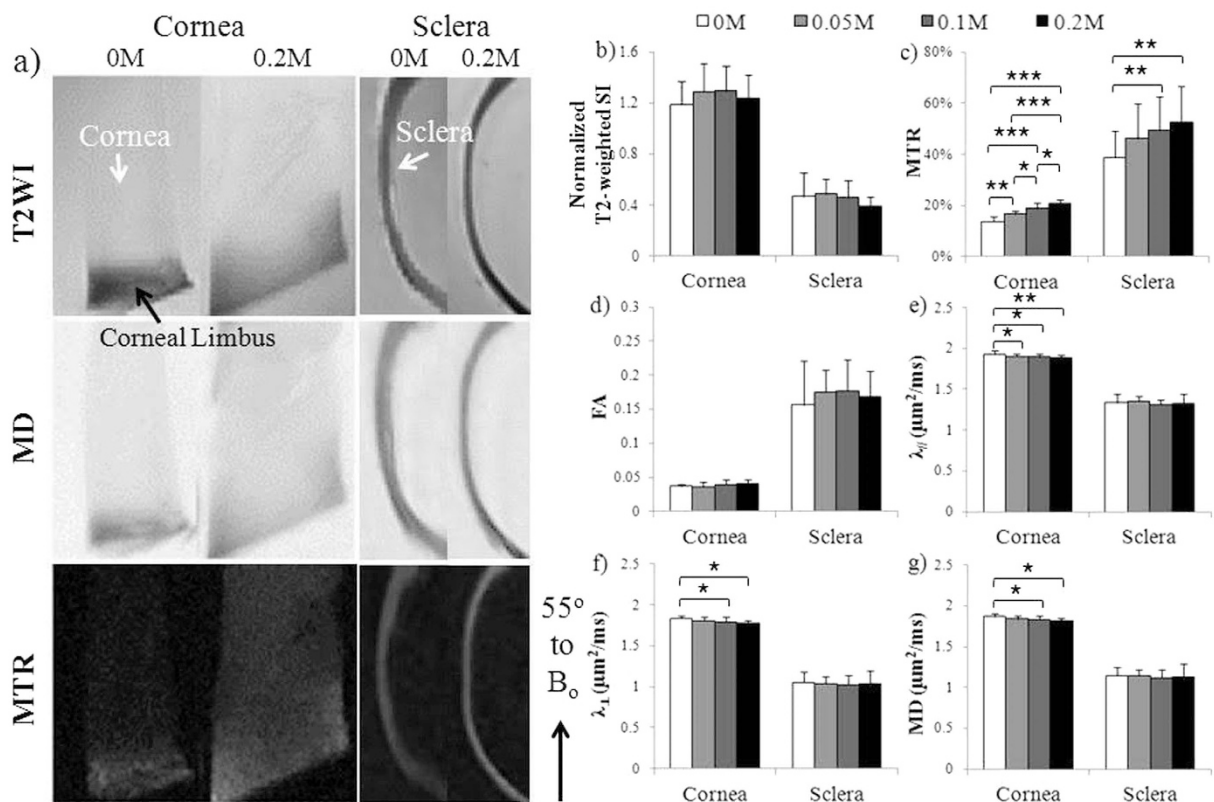 Cornea Sclera
a) 0M 0.2M 0M 0.2M
T2WI
Cornea
Sclera
Corneal Limbus
MD
MTR
55°
to
B₀
0M 0.05M 0.1M 0.2M
b)
Normalized
T2-weighted SI
1.6
1.2
0.8
0.4
0
Cornea Sclera
c)
MTR
80%
60%
40%
20%
0%
*** *** *** ** * * ** **
Cornea Sclera
d)
FA
0.3
0.25
0.2
0.15
0.1
0.05
0
Cornea Sclera
e)
λ// (µm²/ms)
2.5
2
1.5
1
0.5
0
** * *
Cornea Sclera
f)
λ⊥ (µm²/ms)
2.5
2
1.5
1
0.5
0
* *
Cornea Sclera
g)
MD (µm²/ms)
2.5
2
1.5
1
0.5
0
* *
Cornea Sclera